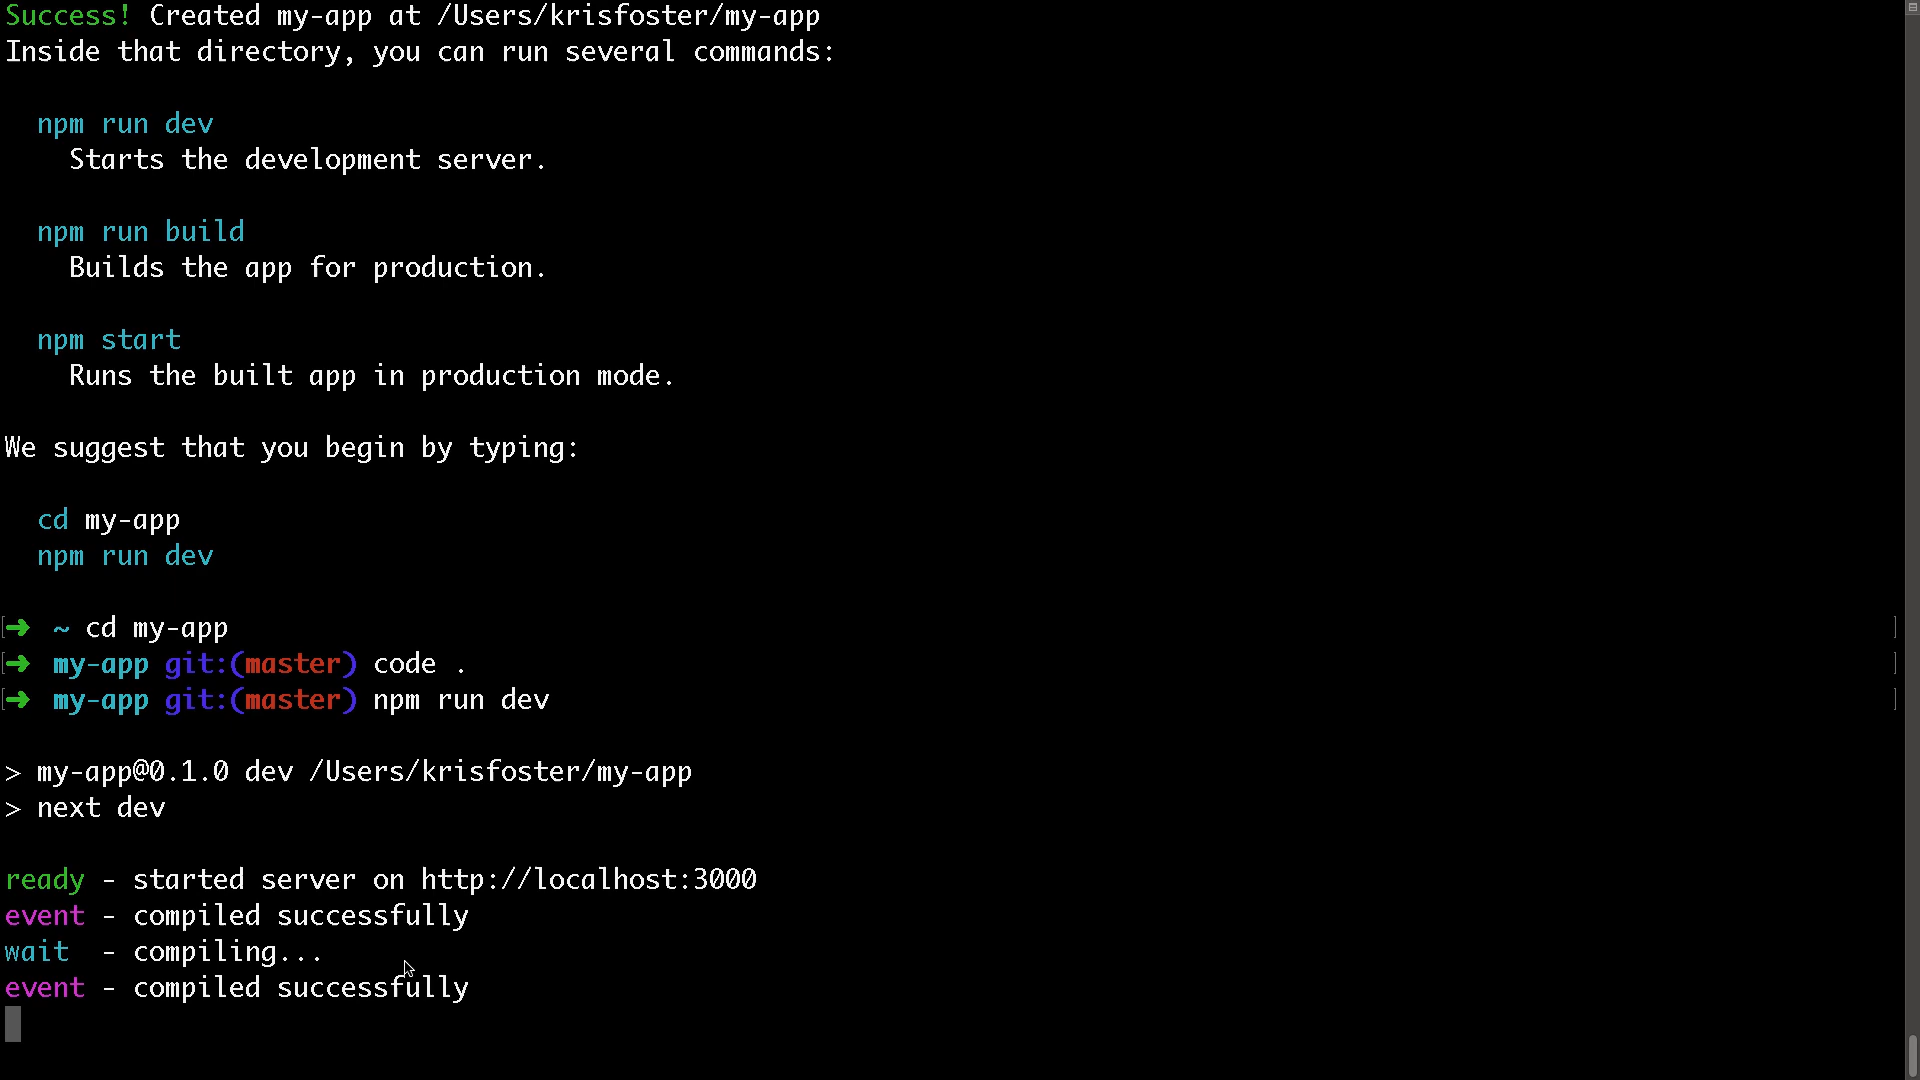 Success! Created my-app at /Users/krisfoster/my-app
Inside that directory, you can run several commands:
npm run dev
Starts the development server.
npm run build
Builds the app for production.
npm start
Runs the built app in production mode.
We suggest that you begin by typing:
cd my-app
npm run dev
[➜ ~ cd my-app ]
[➜ my-app git:(master) code . ]
[➜ my-app git:(master) npm run dev ]
> my-app@0.1.0 dev /Users/krisfoster/my-app
> next dev
ready - started server on http://localhost:3000
event - compiled successfully
wait - compiling...
event - compiled successfully